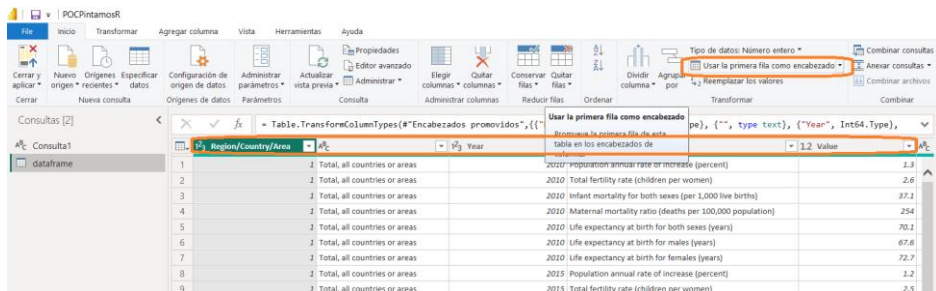 POCPintamosR
File Inicio Transformar Agregar columna Vista Herramientas Ayuda
Cerrar y aplicar
Nuevo origen
Orígenes recientes
Especificar datos
Configuración de origen de datos
Administrar parámetros
Actualizar vista previa
Propiedades
Editor avanzado
Administrar
Elegir columnas
Quitar columnas
Conservar filas
Quitar filas
Dividir columna
Agrupar por
Tipo de datos: Número entero
Usar la primera fila como encabezado
Reemplazar los valores
Combinar consultas
Anexar consultas
Combinar archivos
Cerrar Nueva consulta Orígenes de datos Parámetros Consulta Administrar columnas Reducir filas Ordenar Transformar Combinar
Consultas [2]
Consulta1
dataframe
fx = Table.TransformColumnTypes(#"Encabezados promovidos",{{" pe}, {"", type text}, {"Year", Int64.Type},
Usar la primera fila como encabezado
Promueve la primera fila de esta
tabla en los encabezados de
Region/Country/Area Year 1.2 Value
1 1 Total, all countries or areas 2010 Population annual rate of increase (percent) 1.3
2 1 Total, all countries or areas 2010 Total fertility rate (children per women) 2.6
3 1 Total, all countries or areas 2010 Infant mortality for both sexes (per 1,000 live births) 37.1
4 1 Total, all countries or areas 2010 Maternal mortality ratio (deaths per 100,000 population) 254
5 1 Total, all countries or areas 2010 Life expectancy at birth for both sexes (years) 70.1
6 1 Total, all countries or areas 2010 Life expectancy at birth for males (years) 67.6
7 1 Total, all countries or areas 2010 Life expectancy at birth for females (years) 72.7
8 1 Total, all countries or areas 2015 Population annual rate of increase (percent) 1.2
9 1 Total, all countries or areas 2015 Total fertility rate (children per women) 2.5